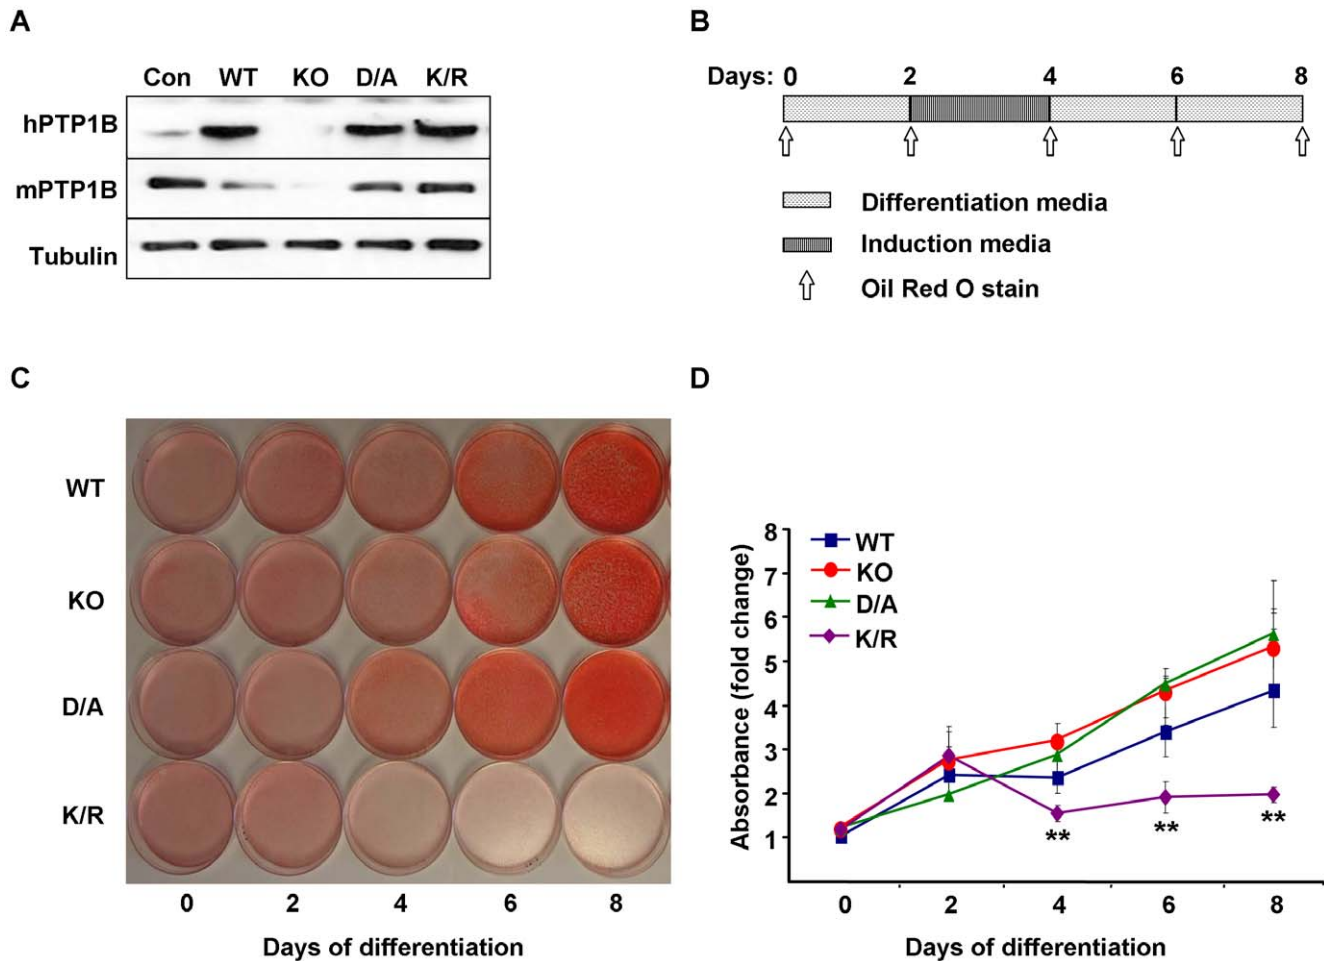 A
Con WT KO D/A K/R
hPTP1B
mPTP1B
Tubulin
B
Days: 0 2 4 6 8
Differentiation media
Induction media
Oil Red O stain
C
WT
KO
D/A
K/R
0 2 4 6 8
Days of differentiation
D
Absorbance (fold change)
8
7
6
5
4
3
2
1
WT
KO
D/A
K/R
** ** **
0 2 4 6 8
Days of differentiation